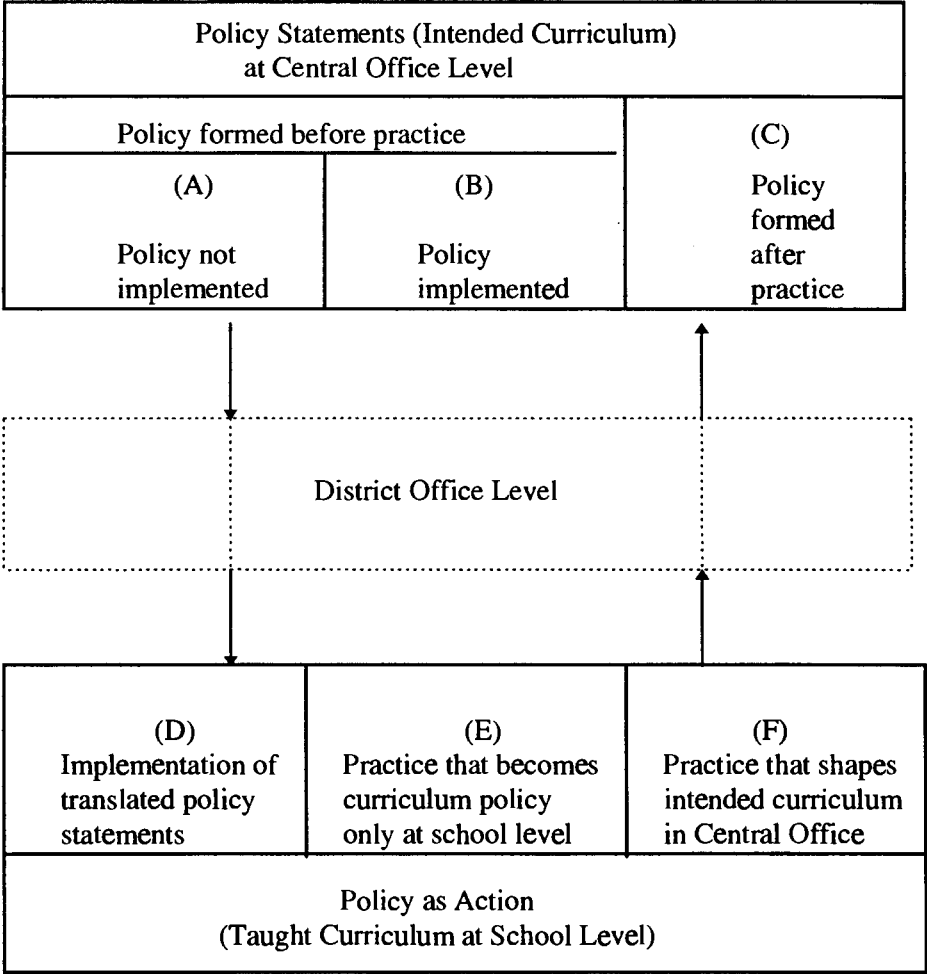 Policy Statements (Intended Curriculum)
at Central Office Level
Policy formed before practice
(A)
Policy not
implemented
(B)
Policy
implemented
(C)
Policy
formed
after
practice
District Office Level
(D)
Implementation of
translated policy
statements
(E)
Practice that becomes
curriculum policy
only at school level
(F)
Practice that shapes
intended curriculum
in Central Office
Policy as Action
(Taught Curriculum at School Level)